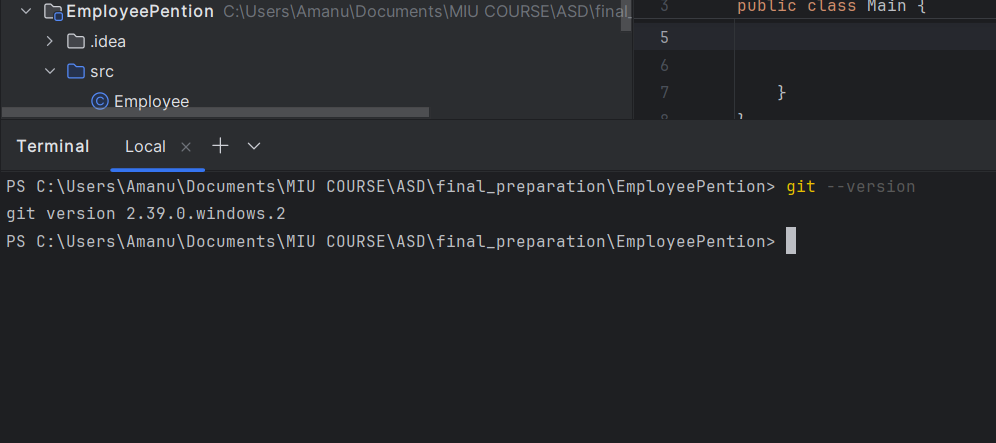 EmployeePention C:\Users\Amanu\Documents\MIU COURSE\ASD\final_
.idea
src
Employee
3 public class Main {
5
6
7 }
8 }
Terminal Local
PS C:\Users\Amanu\Documents\MIU COURSE\ASD\final_preparation\EmployeePention> git --version
git version 2.39.0.windows.2
PS C:\Users\Amanu\Documents\MIU COURSE\ASD\final_preparation\EmployeePention>